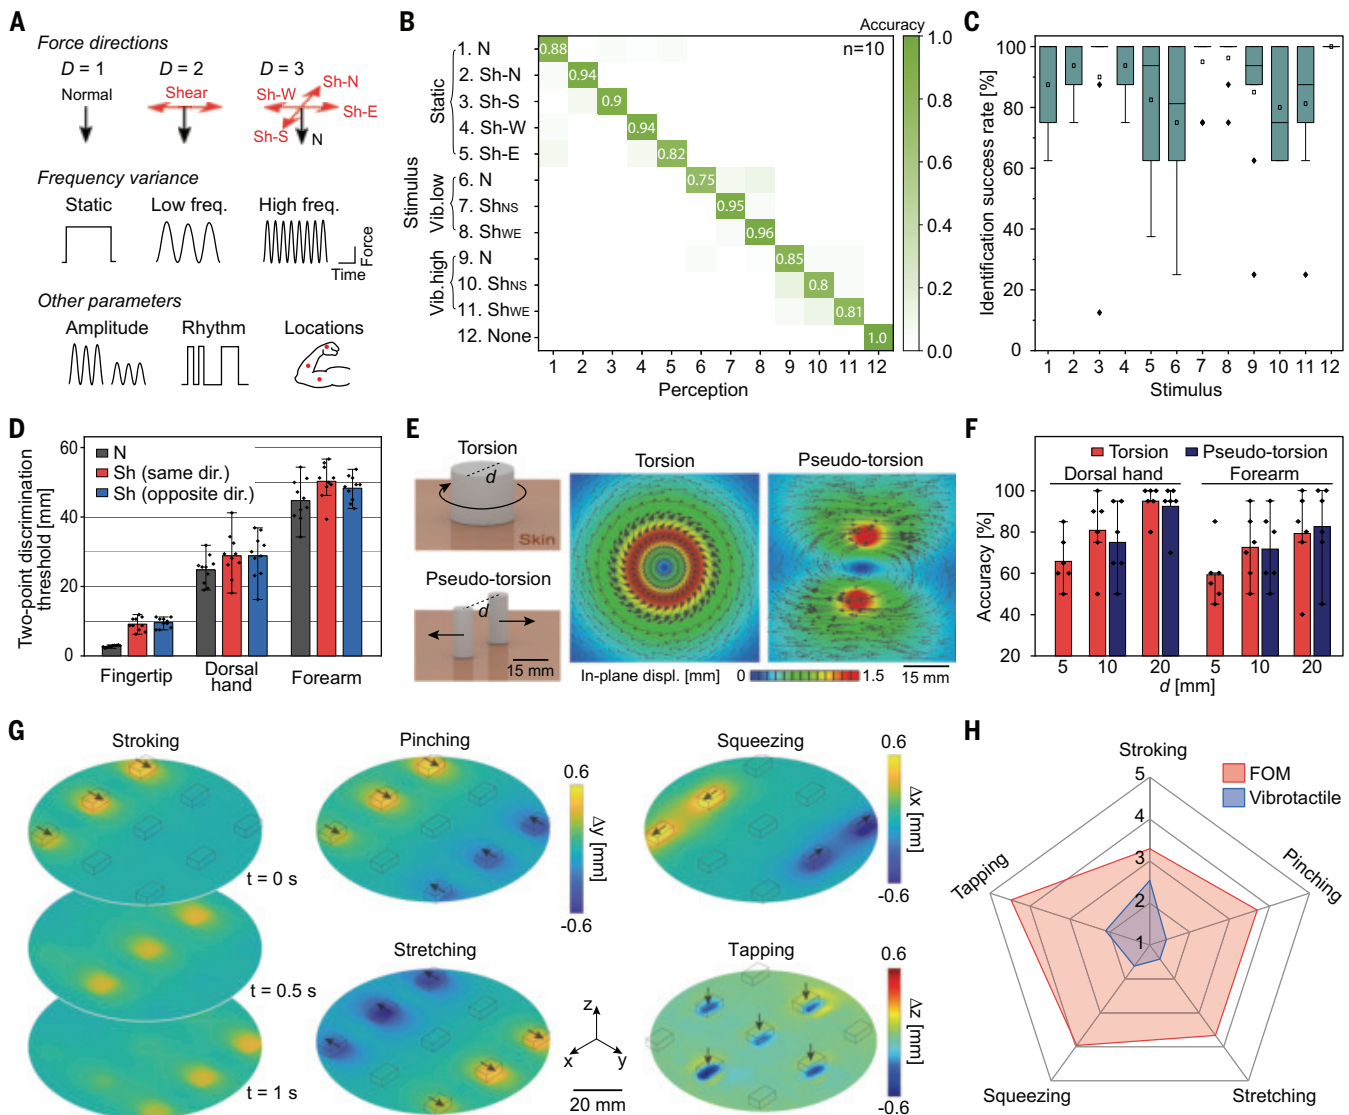 A
Force directions
D = 1
D = 2
D = 3
Normal
Shear
Sh-N
Sh-W
Sh-E
Sh-S
N
Frequency variance
Static
Low freq.
High freq.
Force
Time
Other parameters
Amplitude
Rhythm
Locations
B
Accuracy
n=10
Stimulus
Static
Vib.low
Vib.high
1. N
2. Sh-N
3. Sh-S
4. Sh-W
5. Sh-E
6. N
7. ShNS
8. ShWE
9. N
10. ShNS
11. ShWE
12. None
0.88
0.94
0.9
0.94
0.82
0.75
0.95
0.96
0.85
0.8
0.81
1.0
1 2 3 4 5 6 7 8 9 10 11 12
Perception
1.0
0.8
0.6
0.4
0.2
0.0
C
Identification success rate [%]
100
80
60
40
20
0
1 2 3 4 5 6 7 8 9 10 11 12
Stimulus
D
Two-point discrimination
threshold [mm]
60
40
20
0
N
Sh (same dir.)
Sh (opposite dir.)
Fingertip
Dorsal
hand
Forearm
E
Torsion
d
Skin
Pseudo-torsion
d
15 mm
Torsion
Pseudo-torsion
In-plane displ. [mm]
0
1.5
15 mm
F
Torsion
Pseudo-torsion
Dorsal hand
Forearm
Accuracy [%]
100
80
60
40
20
5 10 20 5 10 20
d [mm]
G
Stroking
t = 0 s
t = 0.5 s
t = 1 s
Pinching
0.6
Δy [mm]
-0.6
Squeezing
0.6
Δx [mm]
-0.6
Stretching
z
x
y
20 mm
Tapping
0.6
Δz [mm]
-0.6
H
FOM
Vibrotactile
Stroking
Pinching
Stretching
Squeezing
Tapping
5
4
3
2
1